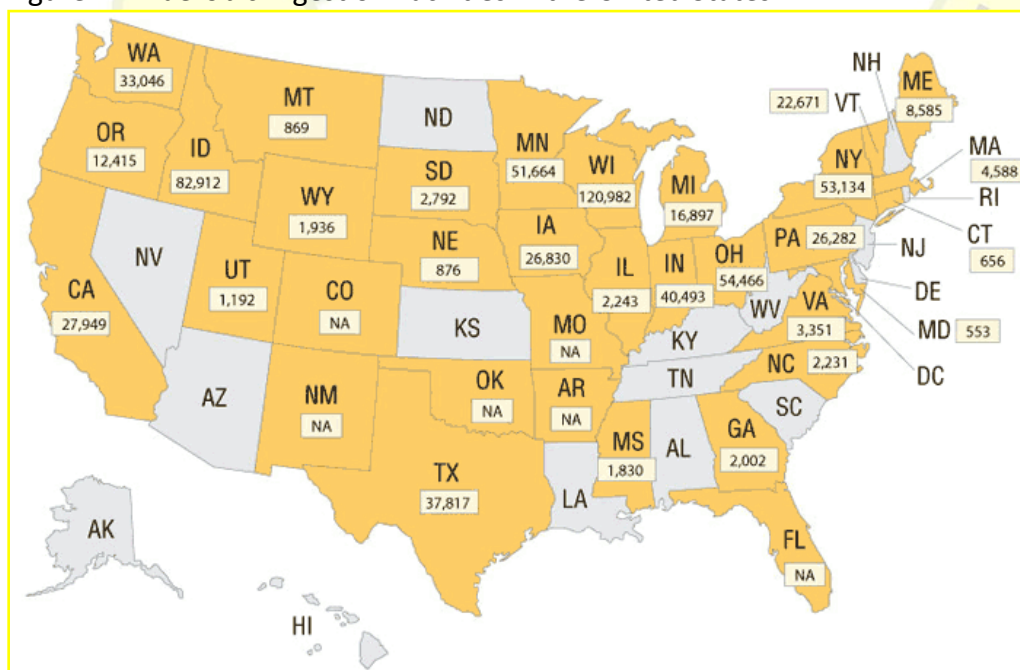 WA
33,046
MT
869
ND
OR
12,415
ID
82,912
MN
51,664
WI
120,982
MI
16,897
NH
ME
8,585
22,671
VT
NY
53,134
MA
4,588
RI
CT
656
SD
2,792
WY
1,936
IA
26,830
NE
876
PA
26,282
NJ
NV
UT
1,192
CO
NA
CA
27,949
IL
2,243
IN
40,493
OH
54,466
WV
VA
3,351
DE
MD
553
DC
KS
MO
NA
KY
NC
2,231
TN
AZ
NM
NA
OK
NA
AR
NA
SC
MS
1,830
AL
GA
2,002
TX
37,817
LA
AK
FL
NA
HI